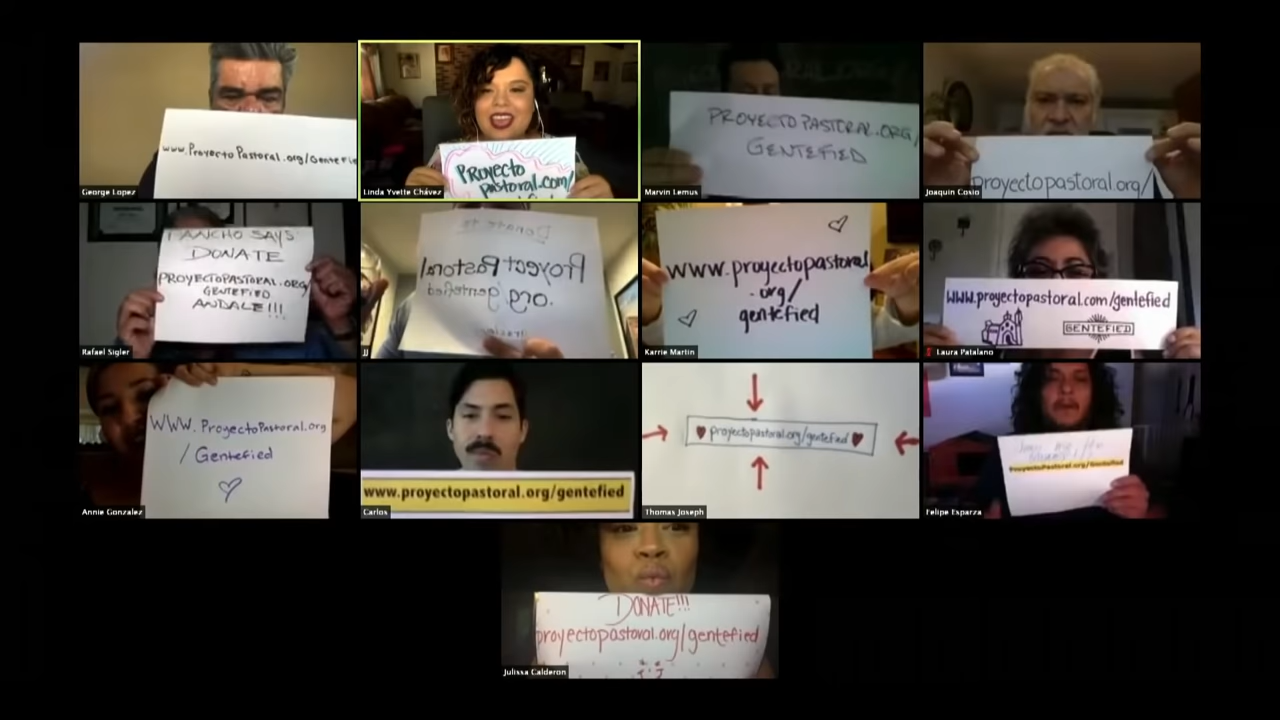 www.ProyectoPastoral.org/Gentefie
George Lopez
Proyecto
pastoral.com/
Linda Yvette Chávez
PROYECTOPASTORAL.ORG/
GENTEFIED
Marvin Lemus
proyectopastoral.org/
Joaquin Cosio
PANCHO SAYS:
DONATE
PROYECTOPASTORAL.ORG/
GENTEFIED
ANDALE!!!
Rafael Sigler
Donate to
ProyectPastoral
.org/gentefied
JJ
www.proyectopastoral
.org/
gentefied
Karrie Martin
www.proyectopastoral.com/gentefied
GENTEFIED
Laura Patalano
WWW.ProyectoPastoral.org
/Gentefied
Annie Gonzalez
www.proyectopastoral.org/gentefied
Carlos
proyectopastoral.org/gentefied
Thomas Joseph
ProyectoPastoral.org/Gentefied
Felipe Esparza
DONATE!!!
proyectopastoral.org/gentefied
Julissa Calderon